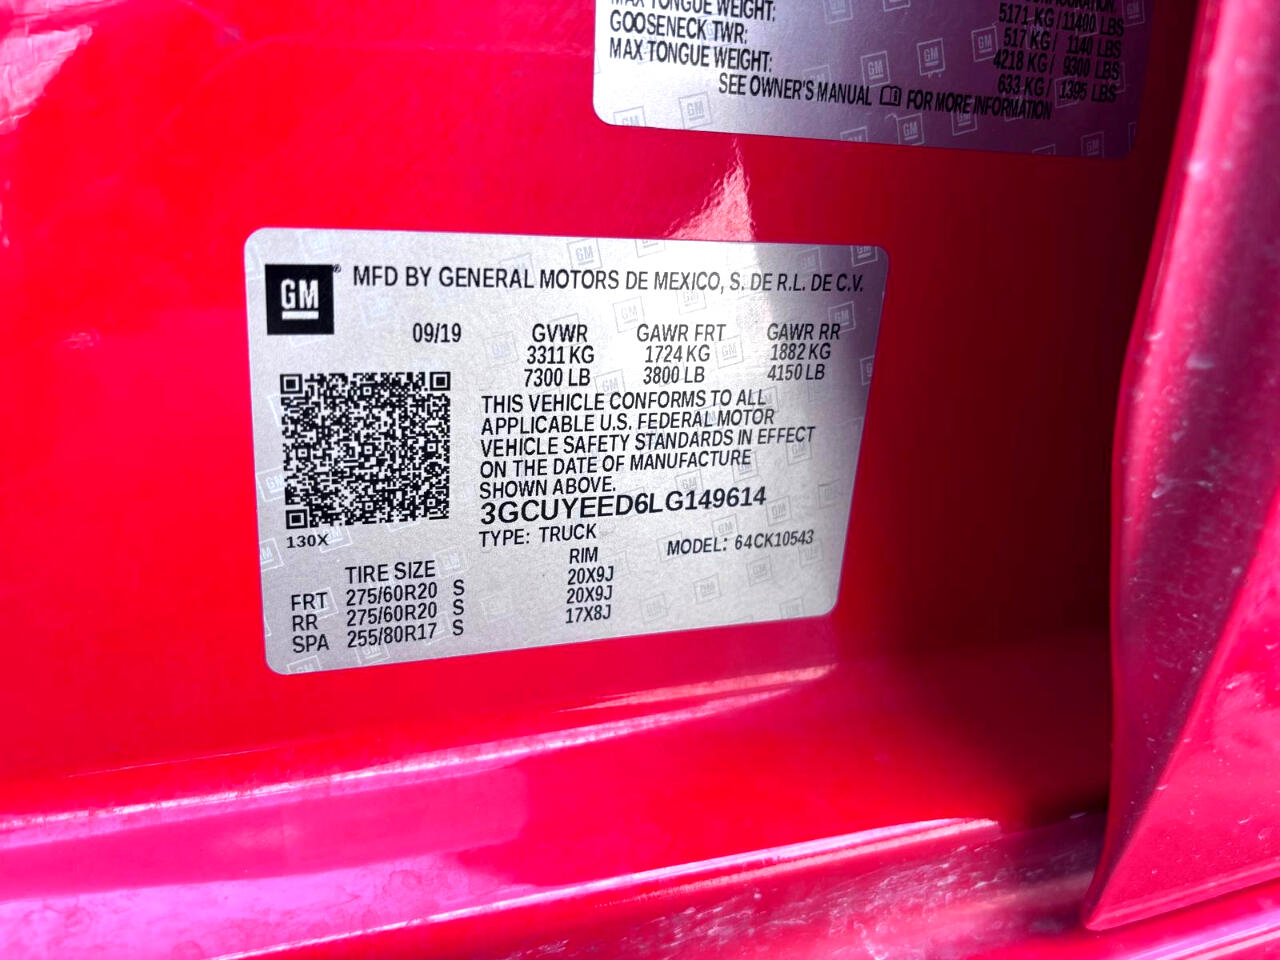 MAX TONGUE WEIGHT: 5171 KG / 11400 LBS
GOOSENECK TWR: 517 KG / 1140 LBS
MAX TONGUE WEIGHT: 4218 KG / 9300 LBS
633 KG / 1395 LBS
SEE OWNER'S MANUAL FOR MORE INFORMATION
GM® MFD BY GENERAL MOTORS DE MEXICO, S. DE R.L. DE C.V.
09/19 GVWR GAWR FRT GAWR RR
3311 KG 1724 KG 1882 KG
7300 LB 3800 LB 4150 LB
THIS VEHICLE CONFORMS TO ALL
APPLICABLE U.S. FEDERAL MOTOR
VEHICLE SAFETY STANDARDS IN EFFECT
ON THE DATE OF MANUFACTURE
SHOWN ABOVE.
3GCUYEED6LG149614
130X
TYPE: TRUCK MODEL: 64CK10543
TIRE SIZE RIM
FRT 275/60R20 S 20X9J
RR 275/60R20 S 20X9J
SPA 255/80R17 S 17X8J